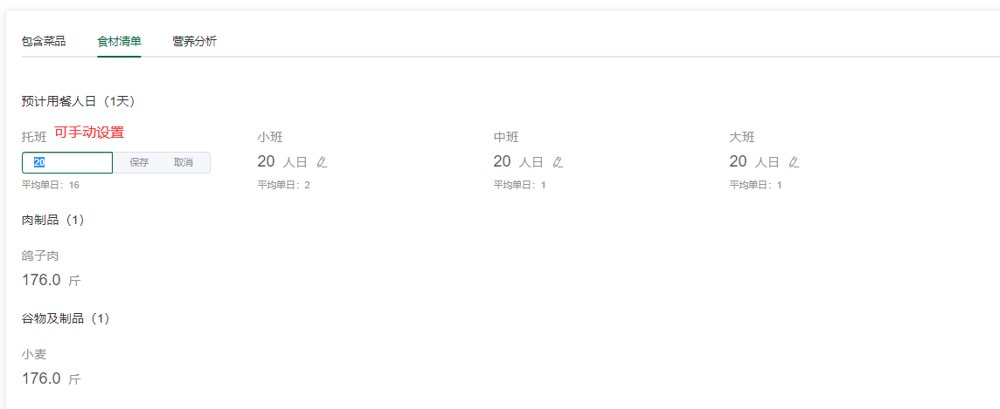 包含菜品 食材清单 营养分析
预计用餐人日（1天）
托班 可手动设置 小班 中班 大班
20 保存 取消 20 人日 20 人日 20 人日
平均单日：16 平均单日：2 平均单日：1 平均单日：1
肉制品（1）
鸽子肉
176.0 斤
谷物及制品（1）
小麦
176.0 斤